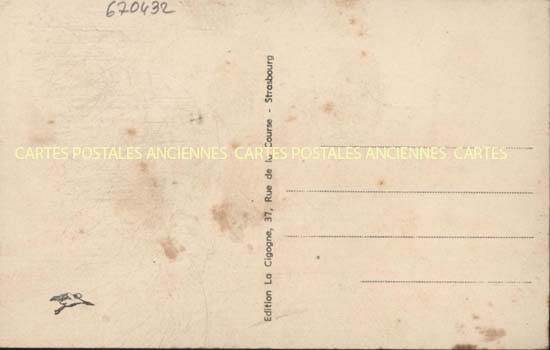 670432
CARTES POSTALES ANCIENNES CARTES POSTALES ANCIENNES CARTES
Edition La Cigogne, 37, Rue de la Course - Strasbourg